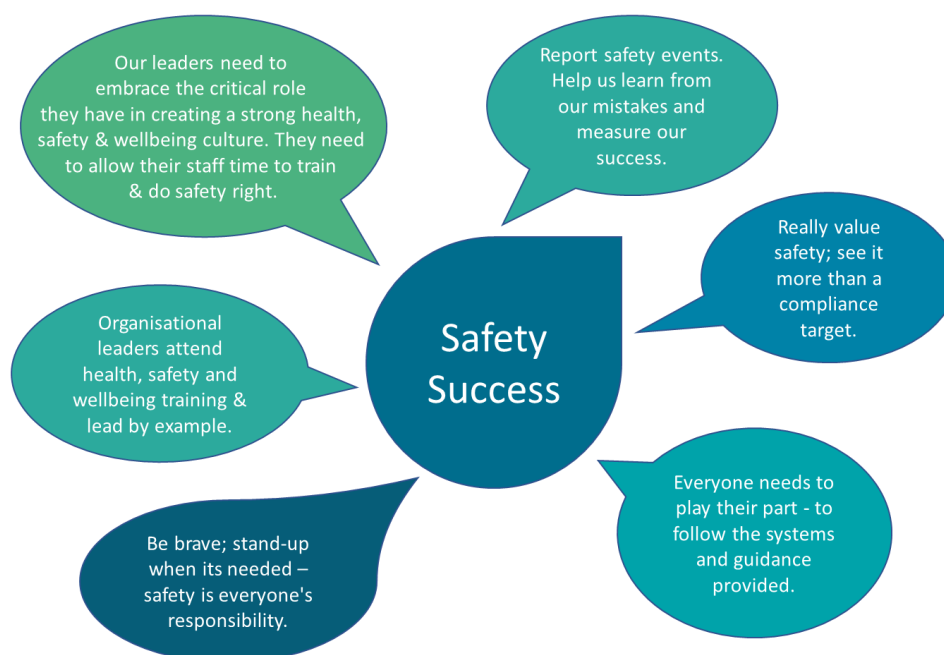 Our leaders need to
embrace the critical role
they have in creating a strong health,
safety & wellbeing culture. They need
to allow their staff time to train
& do safety right.
Report safety events.
Help us learn from
our mistakes and
measure our
success.
Really value
safety; see it
more than a
compliance
target.
Safety
Success
Organisational
leaders attend
health, safety and
wellbeing training &
lead by example.
Everyone needs to
play their part - to
follow the systems
and guidance
provided.
Be brave; stand-up
when its needed –
safety is everyone's
responsibility.